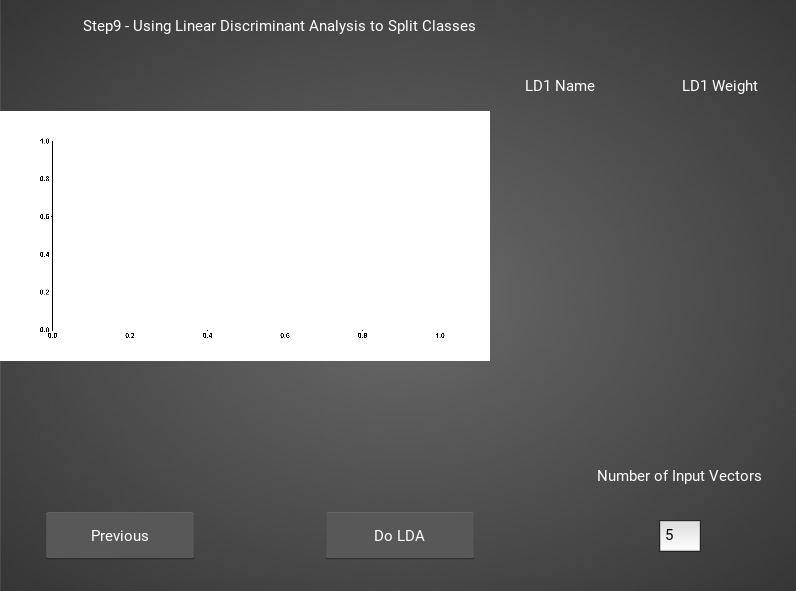 Step9 - Using Linear Discriminant Analysis to Split Classes
LD1 Name LD1 Weight
1.0
0.8
0.6
0.4
0.2
0.0
0.0 0.2 0.4 0.6 0.8 1.0
Number of Input Vectors
Previous Do LDA 5